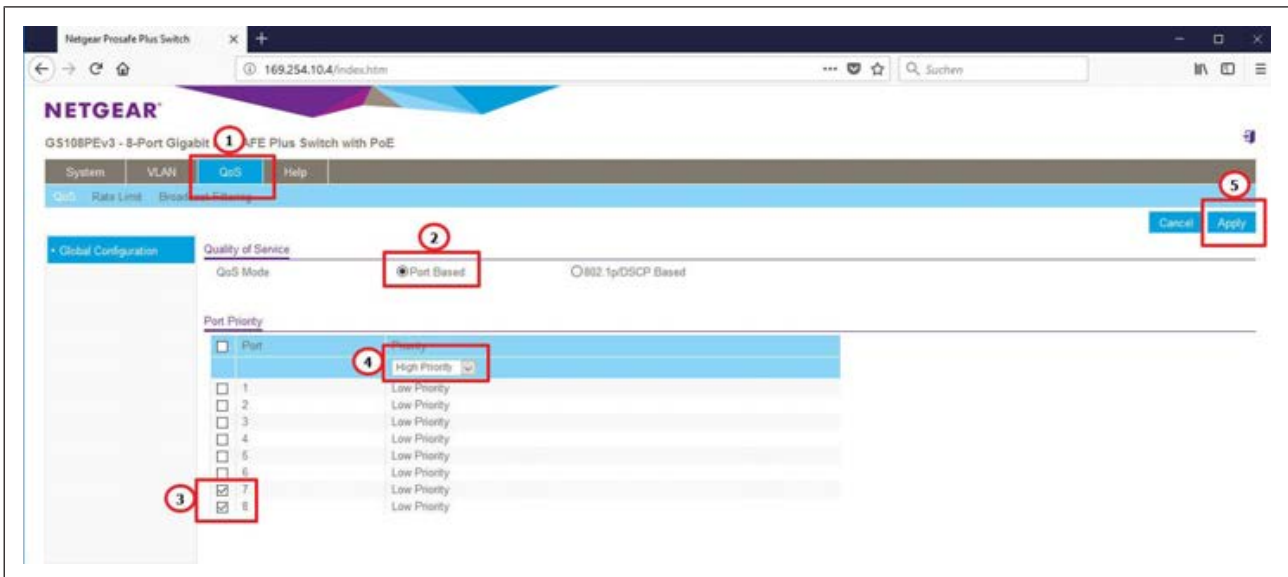 Netgear Prosafe Plus Switch
169.254.10.4/index.htm
Suchen
NETGEAR
GS108PEv3 - 8-Port Gigabit AFE Plus Switch with PoE
1
System VLAN QoS Help
QoS Rate Limit Broadcast Filtering
5
Cancel Apply
Global Configuration
Quality of Service
2
QoS Mode Port Based 802.1p/DSCP Based
Port Priority
Port Priority
4
High Priority
1 Low Priority
2 Low Priority
3 Low Priority
4 Low Priority
5 Low Priority
6 Low Priority
7 Low Priority
3
8 Low Priority